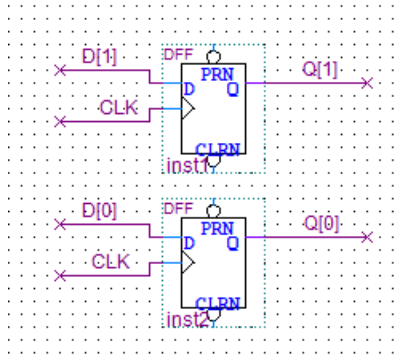 D[1] DFF
PRN Q[1]
D Q
CLK
CLRN
inst1
D[0] DFF
PRN Q[0]
D Q
CLK
CLRN
inst2